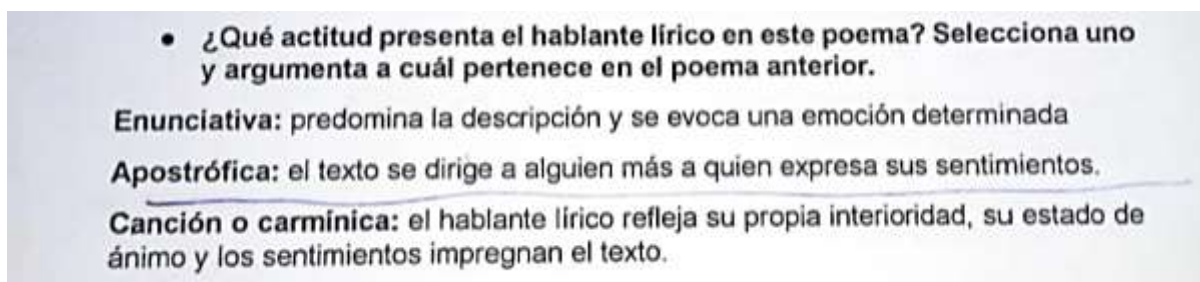 • ¿Qué actitud presenta el hablante lírico en este poema? Selecciona uno
y argumenta a cuál pertenece en el poema anterior.
Enunciativa: predomina la descripción y se evoca una emoción determinada
Apostrófica: el texto se dirige a alguien más a quien expresa sus sentimientos.
Canción o carmínica: el hablante lírico refleja su propia interioridad, su estado de
ánimo y los sentimientos impregnan el texto.